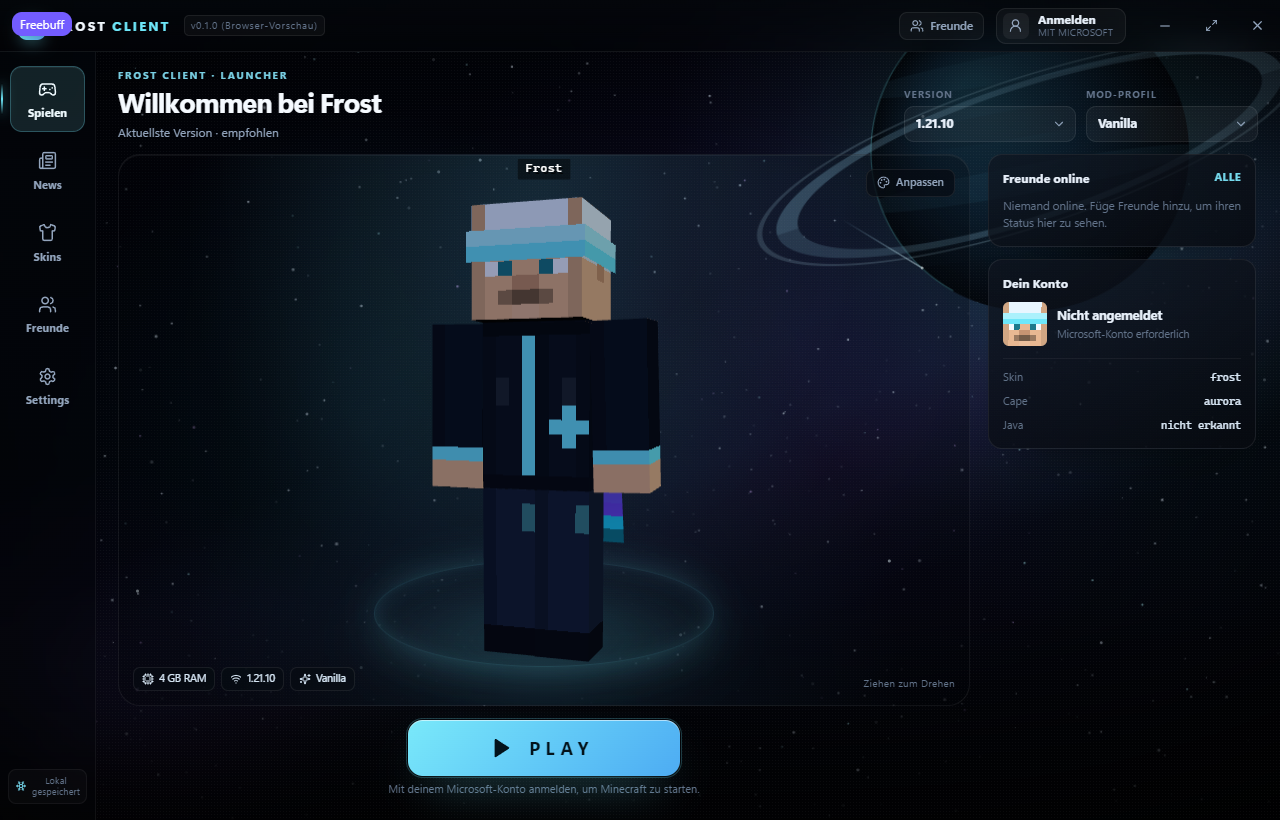 Freebuff
OST CLIENT
v0.1.0 (Browser-Vorschau)
Freunde
Anmelden
MIT MICROSOFT
Spielen
News
Skins
Freunde
Settings
Lokal
gespeichert
FROST CLIENT · LAUNCHER
Willkommen bei Frost
Aktuellste Version · empfohlen
VERSION
1.21.10
MOD-PROFIL
Vanilla
Frost
Anpassen
4 GB RAM
1.21.10
Vanilla
Ziehen zum Drehen
PLAY
Mit deinem Microsoft-Konto anmelden, um Minecraft zu starten.
Freunde online
ALLE
Niemand online. Füge Freunde hinzu, um ihren
Status hier zu sehen.
Dein Konto
Nicht angemeldet
Microsoft-Konto erforderlich
Skin
frost
Cape
aurora
Java
nicht erkannt